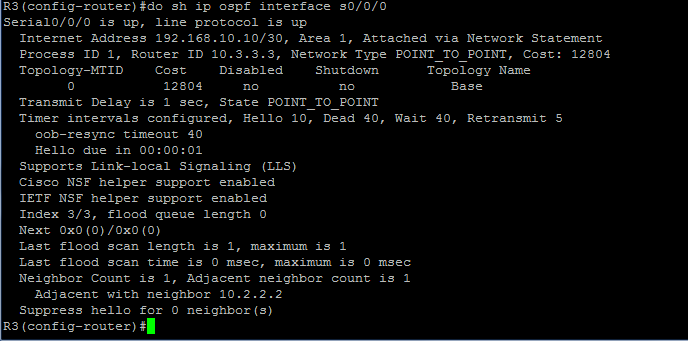 R3(config-router)#do sh ip ospf interface s0/0/0
Serial0/0/0 is up, line protocol is up
  Internet Address 192.168.10.10/30, Area 1, Attached via Network Statement
  Process ID 1, Router ID 10.3.3.3, Network Type POINT_TO_POINT, Cost: 12804
  Topology-MTID    Cost    Disabled    Shutdown      Topology Name
        0           12804     no          no            Base
  Transmit Delay is 1 sec, State POINT_TO_POINT
  Timer intervals configured, Hello 10, Dead 40, Wait 40, Retransmit 5
    oob-resync timeout 40
    Hello due in 00:00:01
  Supports Link-local Signaling (LLS)
  Cisco NSF helper support enabled
  IETF NSF helper support enabled
  Index 3/3, flood queue length 0
  Next 0x0(0)/0x0(0)
  Last flood scan length is 1, maximum is 1
  Last flood scan time is 0 msec, maximum is 0 msec
  Neighbor Count is 1, Adjacent neighbor count is 1
    Adjacent with neighbor 10.2.2.2
  Suppress hello for 0 neighbor(s)
R3(config-router)#